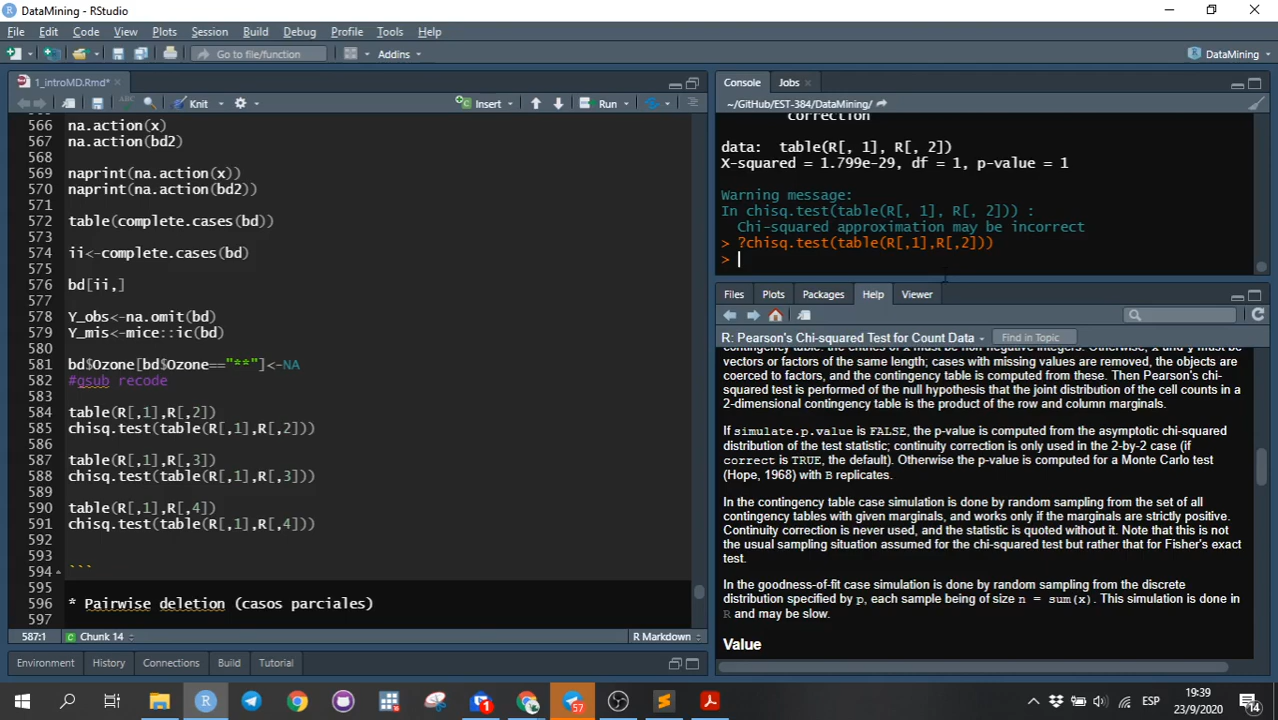 DataMining - RStudio
File Edit Code View Plots Session Build Debug Profile Tools Help
Go to file/function Addins DataMining
1_introMD.Rmd*
Knit Insert Run
566 na.action(x)
567 na.action(bd2)
568
569 naprint(na.action(x))
570 naprint(na.action(bd2))
571
572 table(complete.cases(bd))
573
574 ii<-complete.cases(bd)
575
576 bd[ii,]
577
578 Y_obs<-na.omit(bd)
579 Y_mis<-mice::ic(bd)
580
581 bd$Ozone[bd$Ozone=="**"]<-NA
582 #gsub recode
583
584 table(R[,1],R[,2])
585 chisq.test(table(R[,1],R[,2]))
586
587 table(R[,1],R[,3])
588 chisq.test(table(R[,1],R[,3]))
589
590 table(R[,1],R[,4])
591 chisq.test(table(R[,1],R[,4]))
592
593
594 ```
595
596 * Pairwise deletion (casos parciales)
597
587:1 Chunk 14 R Markdown
Environment History Connections Build Tutorial
Console Jobs
~/GitHub/EST-384/DataMining/
correction
data: table(R[, 1], R[, 2])
X-squared = 1.799e-29, df = 1, p-value = 1
Warning message:
In chisq.test(table(R[, 1], R[, 2])) :
Chi-squared approximation may be incorrect
> ?chisq.test(table(R[,1],R[,2]))
>
Files Plots Packages Help Viewer
R: Pearson's Chi-squared Test for Count Data Find in Topic
contingency table: the entries of x must be non-negative integers. Otherwise, x and y must be
vectors or factors of the same length; cases with missing values are removed, the objects are
coerced to factors, and the contingency table is computed from these. Then Pearson's chi-
squared test is performed of the null hypothesis that the joint distribution of the cell counts in a
2-dimensional contingency table is the product of the row and column marginals.
If simulate.p.value is FALSE, the p-value is computed from the asymptotic chi-squared
distribution of the test statistic; continuity correction is only used in the 2-by-2 case (if
correct is TRUE, the default). Otherwise the p-value is computed for a Monte Carlo test
(Hope, 1968) with B replicates.
In the contingency table case simulation is done by random sampling from the set of all
contingency tables with given marginals, and works only if the marginals are strictly positive.
Continuity correction is never used, and the statistic is quoted without it. Note that this is not
the usual sampling situation assumed for the chi-squared test but rather that for Fisher's exact
test.
In the goodness-of-fit case simulation is done by random sampling from the discrete
distribution specified by p, each sample being of size n = sum(x). This simulation is done in
R and may be slow.
Value
57
ESP
19:39
23/9/2020
14